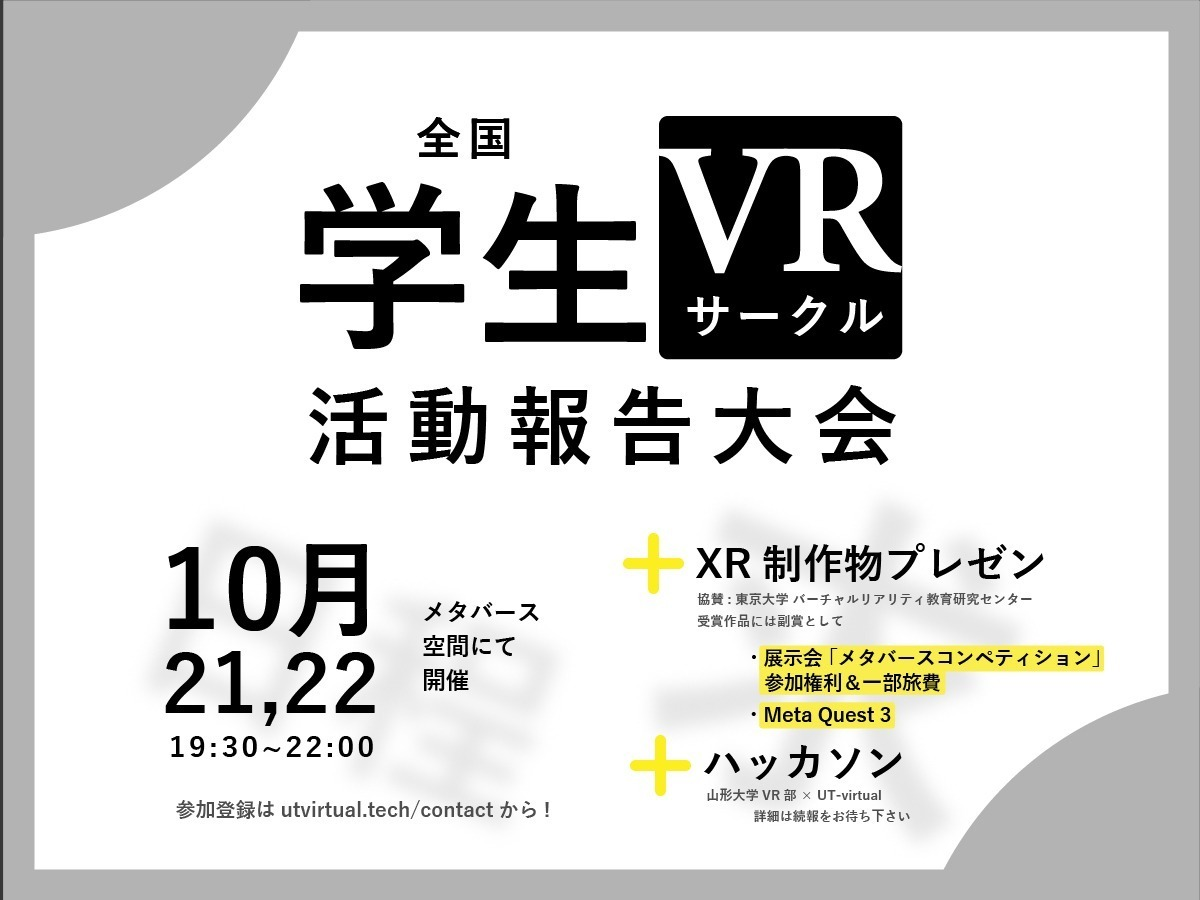 全国
学生
VR
サークル
活動報告大会
10月
21,22
19:30~22:00
メタバース
空間にて
開催
参加登録は utvirtual.tech/contact から！
XR 制作物プレゼン
協賛 : 東京大学 バーチャルリアリティ教育研究センター
受賞作品には副賞として
・展示会「メタバースコンペティション」
参加権利＆一部旅費
・Meta Quest 3
ハッカソン
山形大学 VR 部 × UT-virtual
詳細は続報をお待ち下さい